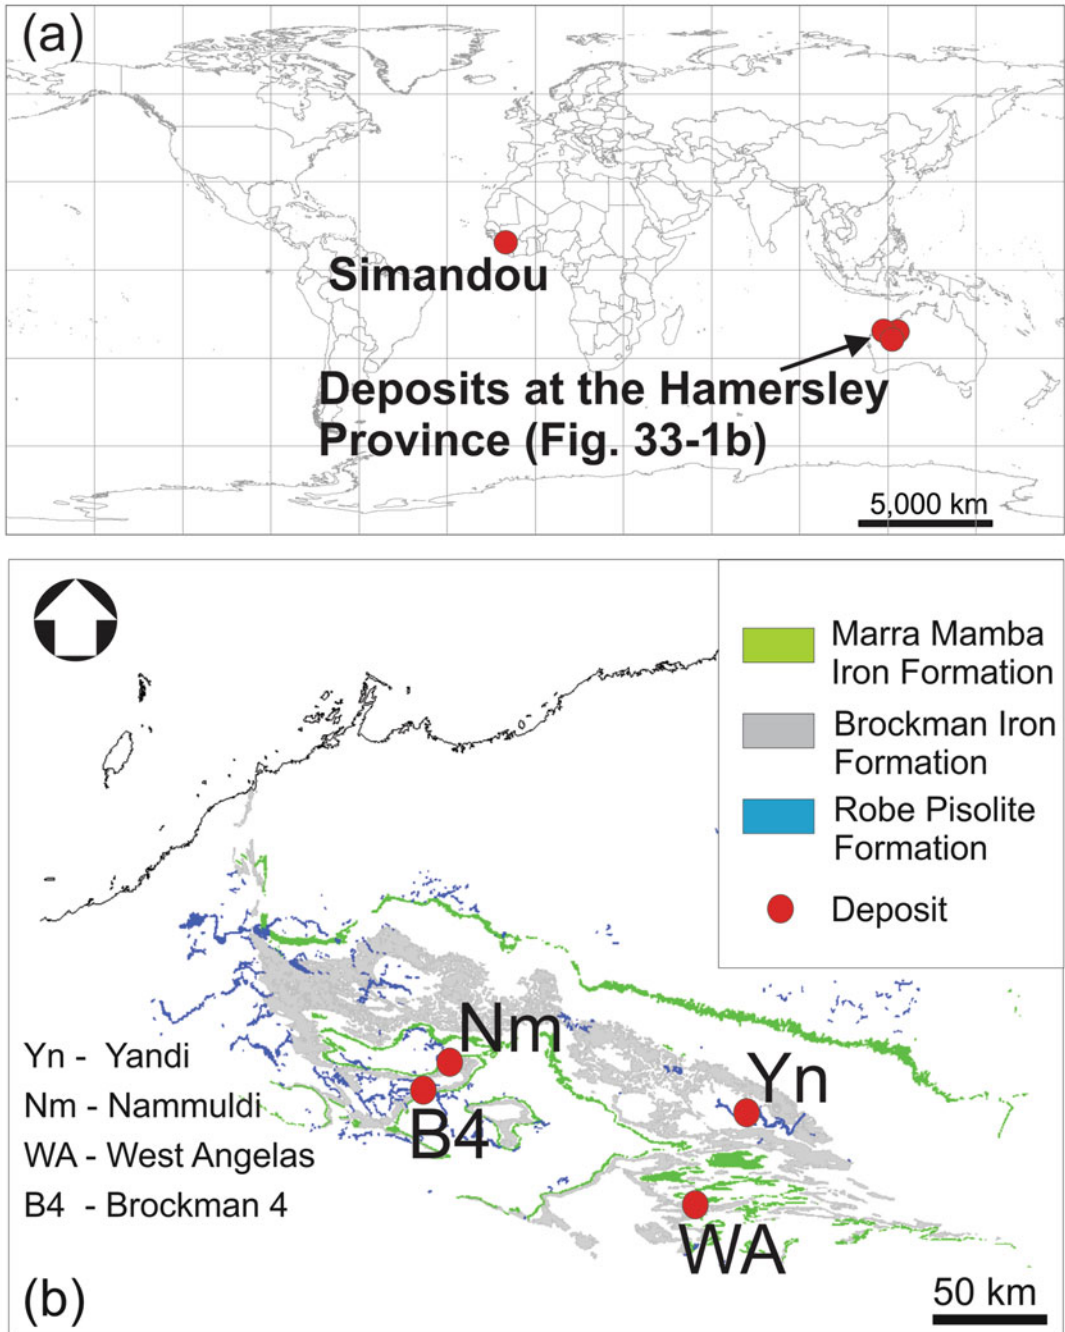 (a)
Simandou
Deposits at the Hamersley
Province (Fig. 33-1b)
5,000 km
Marra Mamba
Iron Formation
Brockman Iron
Formation
Robe Pisolite
Formation
Deposit
Nm
Yn
B4
WA
Yn - Yandi
Nm - Nammuldi
WA - West Angelas
B4 - Brockman 4
(b)
50 km